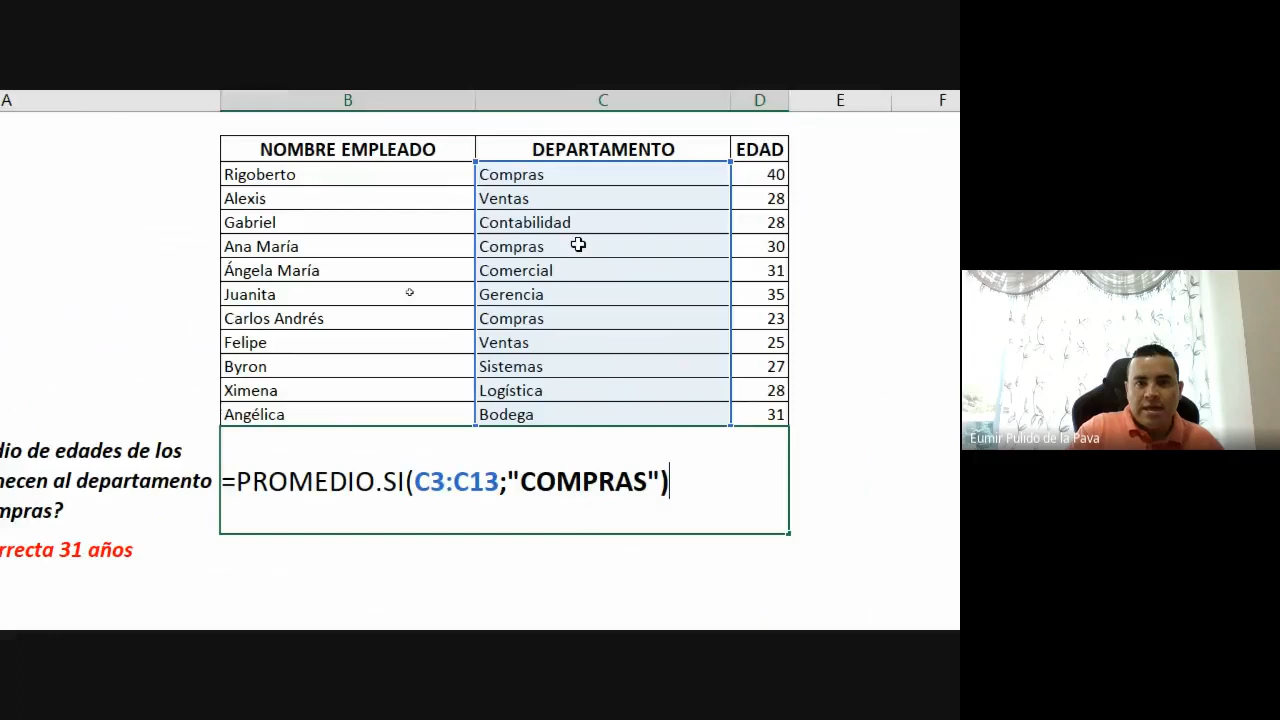 A B C D E F
NOMBRE EMPLEADO DEPARTAMENTO EDAD
Rigoberto Compras 40
Alexis Ventas 28
Gabriel Contabilidad 28
Ana María Compras 30
Ángela María Comercial 31
Juanita Gerencia 35
Carlos Andrés Compras 23
Felipe Ventas 25
Byron Sistemas 27
Ximena Logística 28
Angélica Bodega 31
dio de edades de los
necen al departamento
mpras?
rrecta 31 años
=PROMEDIO.SI(C3:C13;"COMPRAS")
Eumir Pulido de la Pava